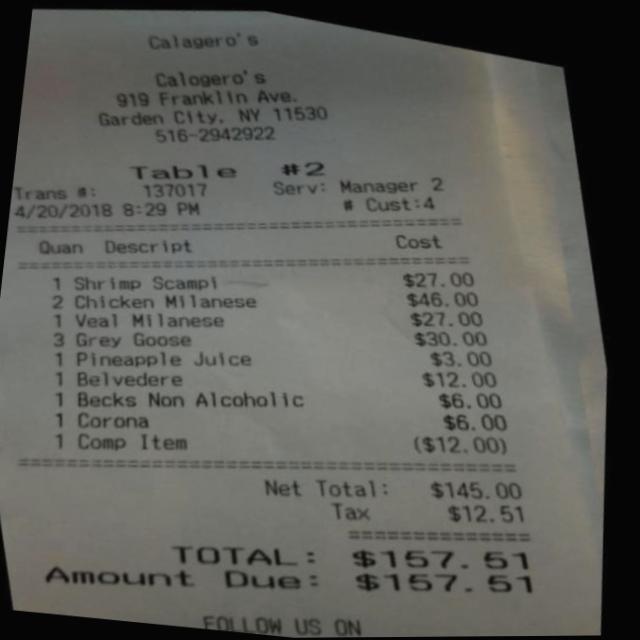 Calagero's
Calogero's
919 Franklin Ave.
Garden City, NY 11530
516-2942922
Table #2
Trans #: 137017 Serv: Manager 2
4/20/2018 8:29 PM # Cust:4
Quan Descript Cost
1 Shrimp Scampi $27.00
2 Chicken Milanese $46.00
1 Veal Milanese $27.00
3 Grey Goose $30.00
1 Pineapple Juice $3.00
1 Belvedere $12.00
1 Becks Non Alcoholic $6.00
1 Corona $6.00
1 Comp Item ($12.00)
Net Total: $145.00
Tax $12.51
TOTAL: $157.51
Amount Due: $157.51
FOLLOW US ON